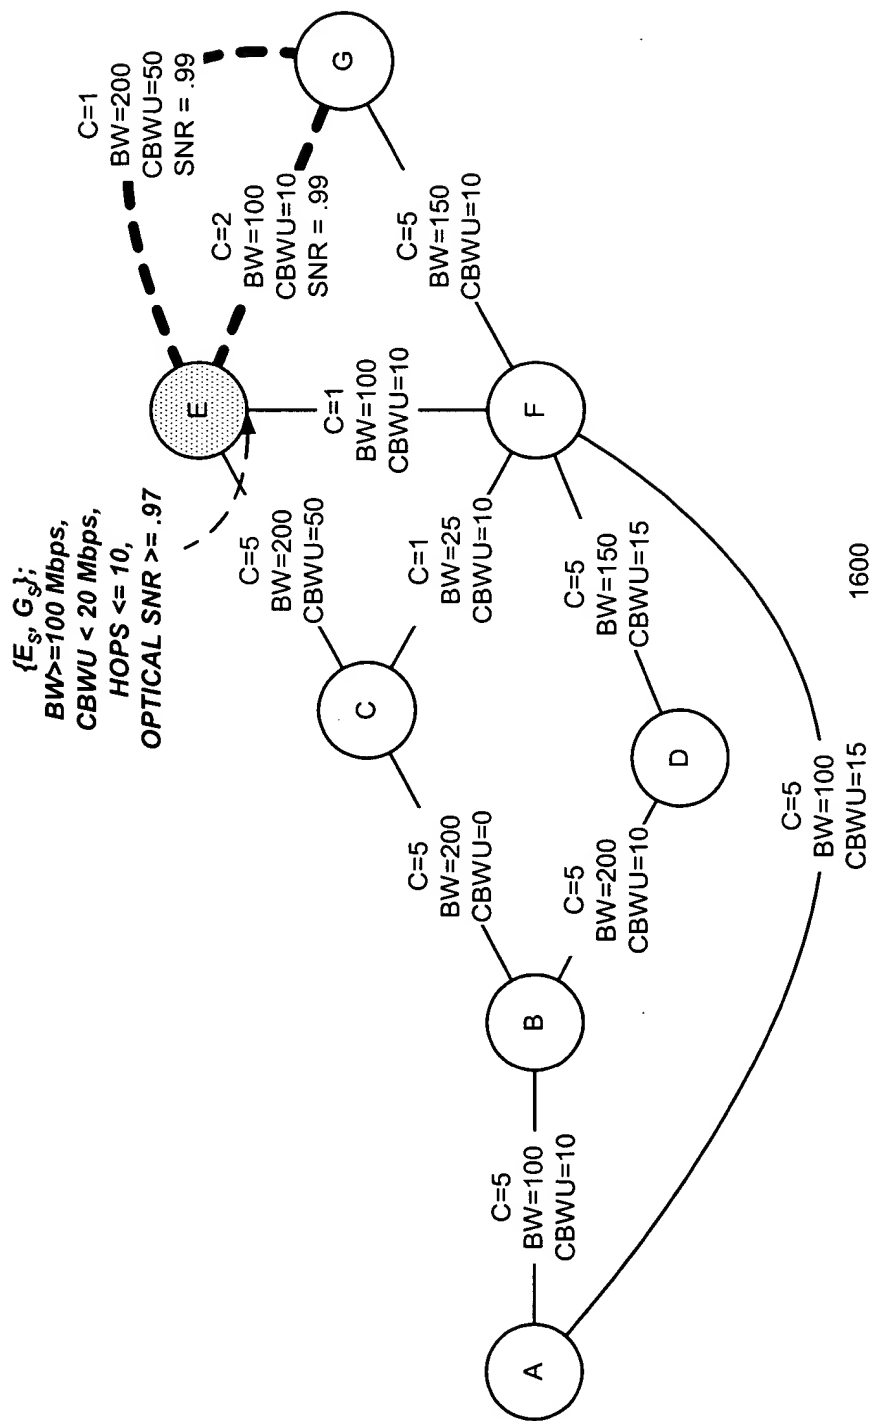 {ES, GS};
BW>=100 Mbps,
CBWU < 20 Mbps,
HOPS <= 10,
OPTICAL SNR >= .97
C=1
BW=200
CBWU=50
SNR = .99
E
C=2
BW=100
CBWU=10
SNR = .99
G
C=5
BW=200
CBWU=50
C=1
BW=100
CBWU=10
C
C=1
BW=25
CBWU=10
C=5
BW=150
CBWU=10
C=5
BW=200
CBWU=0
A
C=5
BW=100
CBWU=10
B
F
C=5
BW=200
CBWU=10
D
C=5
BW=150
CBWU=15
C=5
BW=100
CBWU=15
1600